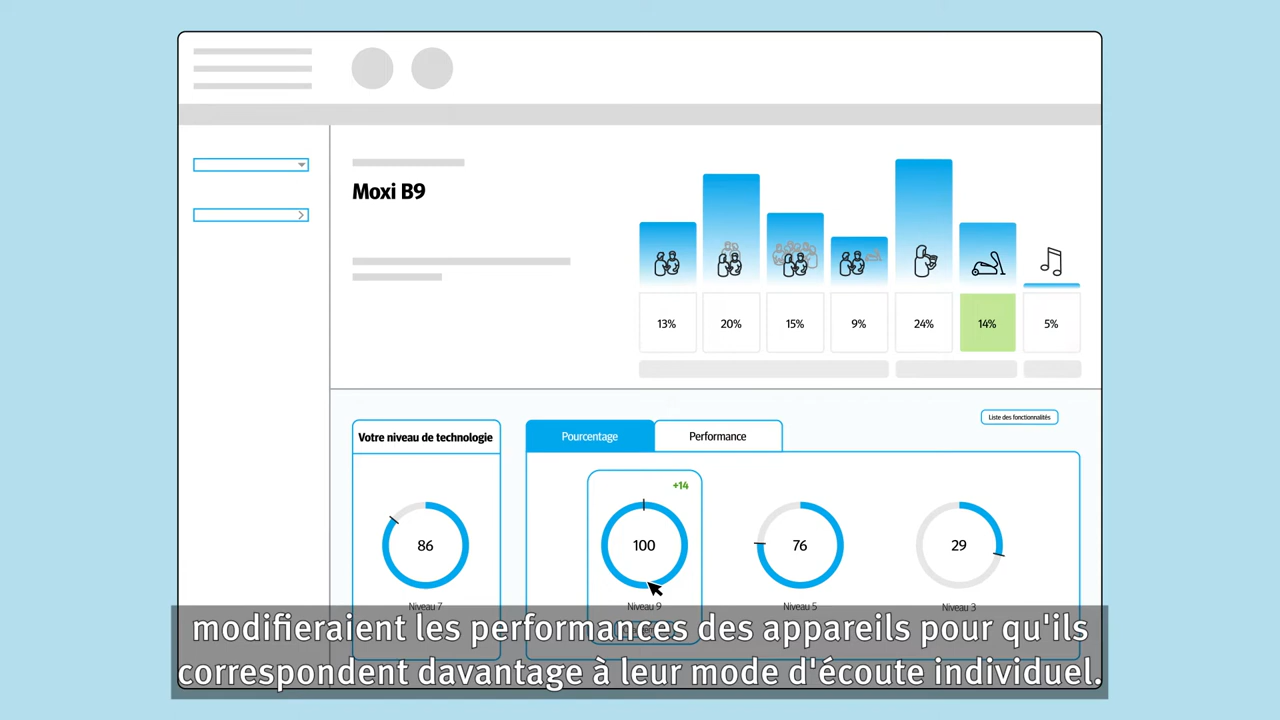 Moxi B9
13% 20% 15% 9% 24% 14% 5%
Liste des fonctionnalités
Votre niveau de technologie
Pourcentage Performance
+14
86 100 76 29
Niveau 7 Niveau 9 Niveau 5 Niveau 3
modifieraient les performances des appareils pour qu'ils
correspondent davantage à leur mode d'écoute individuel.